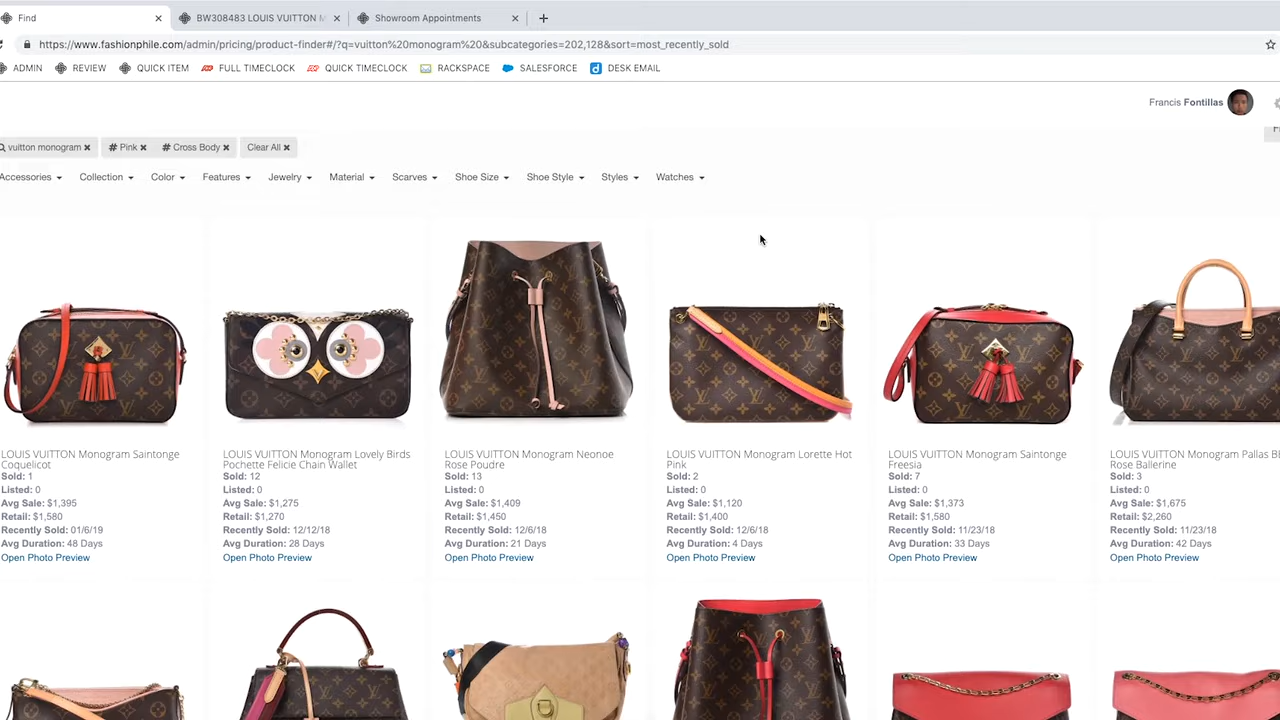 Find
BW308483 LOUIS VUITTON M
Showroom Appointments
https://www.fashionphile.com/admin/pricing/product-finder#/?q=vuitton%20monogram%20&subcategories=202,128&sort=most_recently_sold
ADMIN REVIEW QUICK ITEM FULL TIMECLOCK QUICK TIMECLOCK RACKSPACE SALESFORCE DESK EMAIL
Francis Fontillas
vuitton monogram # Pink # Cross Body Clear All
Accessories Collection Color Features Jewelry Material Scarves Shoe Size Shoe Style Styles Watches
LOUIS VUITTON Monogram Saintonge
Coquelicot
Sold: 1
Listed: 0
Avg Sale: $1,395
Retail: $1,580
Recently Sold: 01/6/19
Avg Duration: 48 Days
Open Photo Preview
LOUIS VUITTON Monogram Lovely Birds
Pochette Felicie Chain Wallet
Sold: 12
Listed: 0
Avg Sale: $1,275
Retail: $1,270
Recently Sold: 12/12/18
Avg Duration: 28 Days
Open Photo Preview
LOUIS VUITTON Monogram Neonoe
Rose Poudre
Sold: 13
Listed: 0
Avg Sale: $1,409
Retail: $1,450
Recently Sold: 12/6/18
Avg Duration: 21 Days
Open Photo Preview
LOUIS VUITTON Monogram Lorette Hot
Pink
Sold: 2
Listed: 0
Avg Sale: $1,120
Retail: $1,400
Recently Sold: 12/6/18
Avg Duration: 4 Days
Open Photo Preview
LOUIS VUITTON Monogram Saintonge
Freesia
Sold: 7
Listed: 0
Avg Sale: $1,373
Retail: $1,580
Recently Sold: 11/23/18
Avg Duration: 33 Days
Open Photo Preview
LOUIS VUITTON Monogram Pallas BB
Rose Ballerine
Sold: 3
Listed: 0
Avg Sale: $1,675
Retail: $2,260
Recently Sold: 11/23/18
Avg Duration: 42 Days
Open Photo Preview